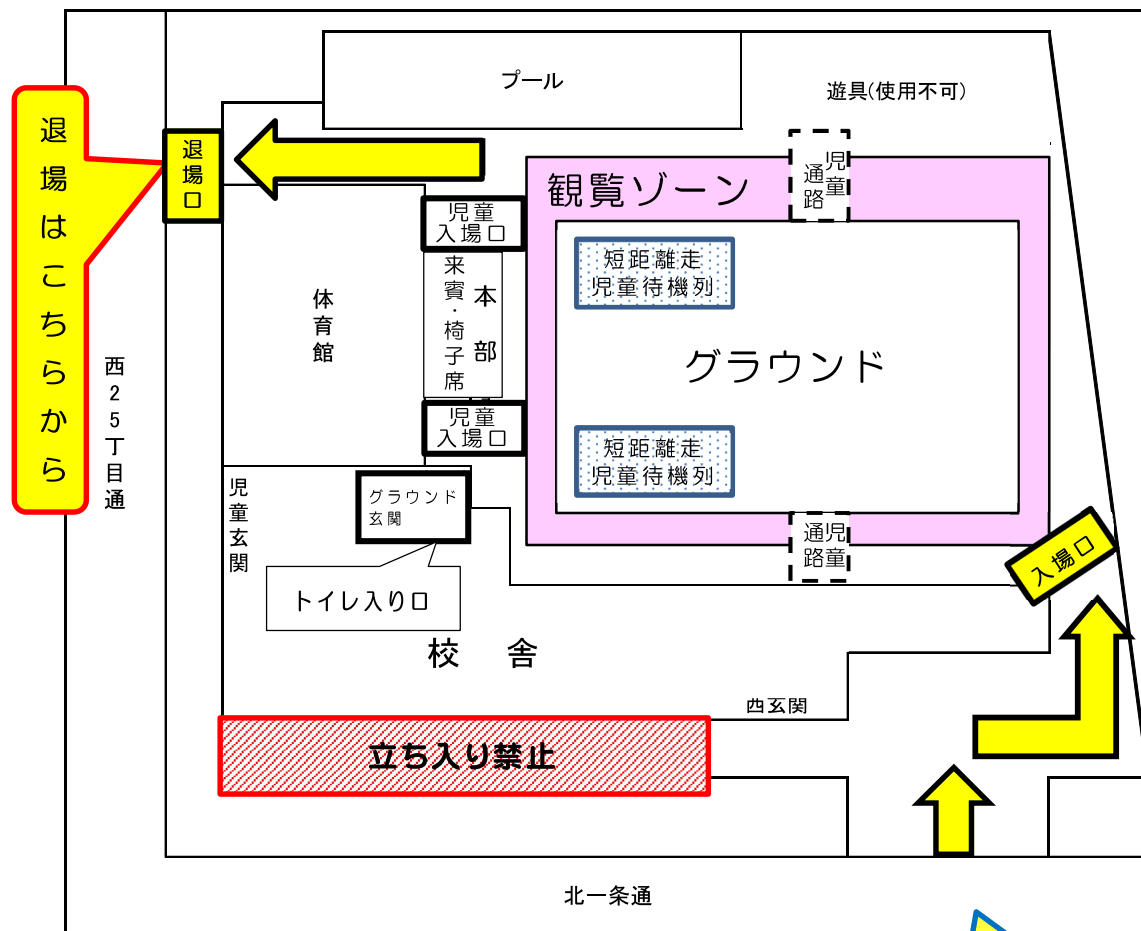 プール
遊具(使用不可)
退場はこちらから
退場口
観覧ゾーン
児童通路
児童
入場口
短距離走
児童待機列
来賓・椅子席
本部
体育館
グラウンド
西25丁目通
児童
入場口
短距離走
児童待機列
児童玄関
グラウンド
玄関
児童通路
入場口
トイレ入り口
校舎
西玄関
立ち入り禁止
北一条通